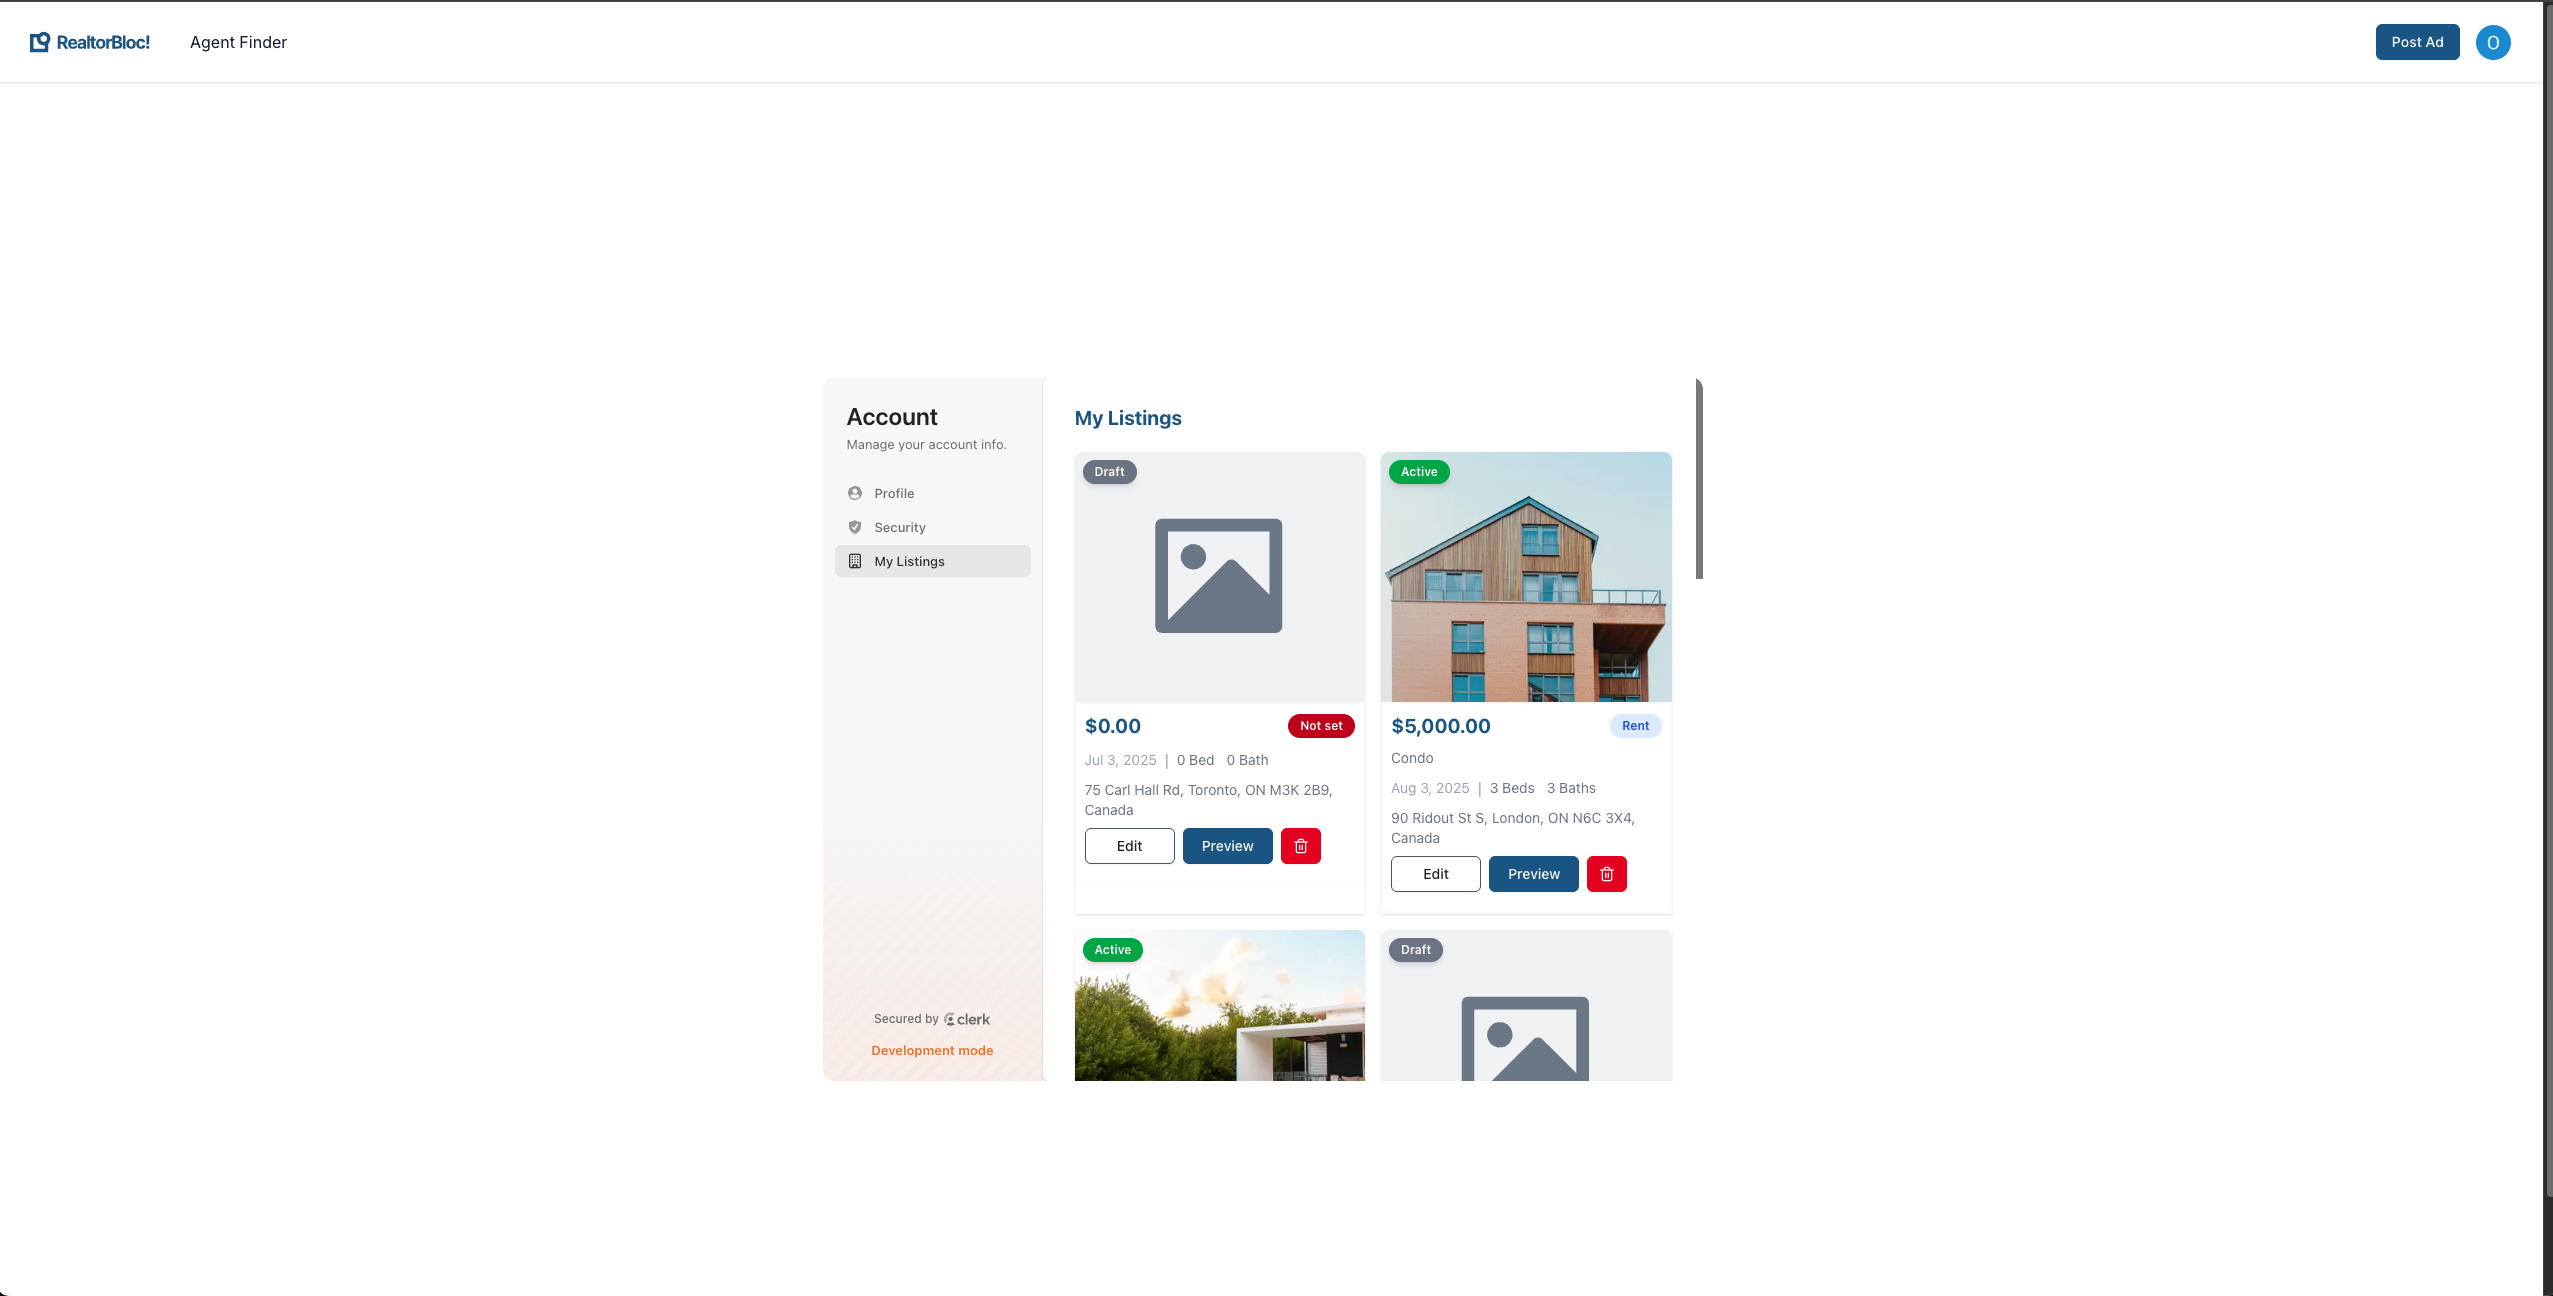 RealtorBloc!
Agent Finder
Post Ad
O
Account
Manage your account info.
Profile
Security
My Listings
Secured by clerk
Development mode
My Listings
Draft
$0.00
Not set
Jul 3, 2025 | 0 Bed 0 Bath
75 Carl Hall Rd, Toronto, ON M3K 2B9,
Canada
Edit
Preview
Active
$5,000.00
Rent
Condo
Aug 3, 2025 | 3 Beds 3 Baths
90 Ridout St S, London, ON N6C 3X4,
Canada
Edit
Preview
Active
Draft